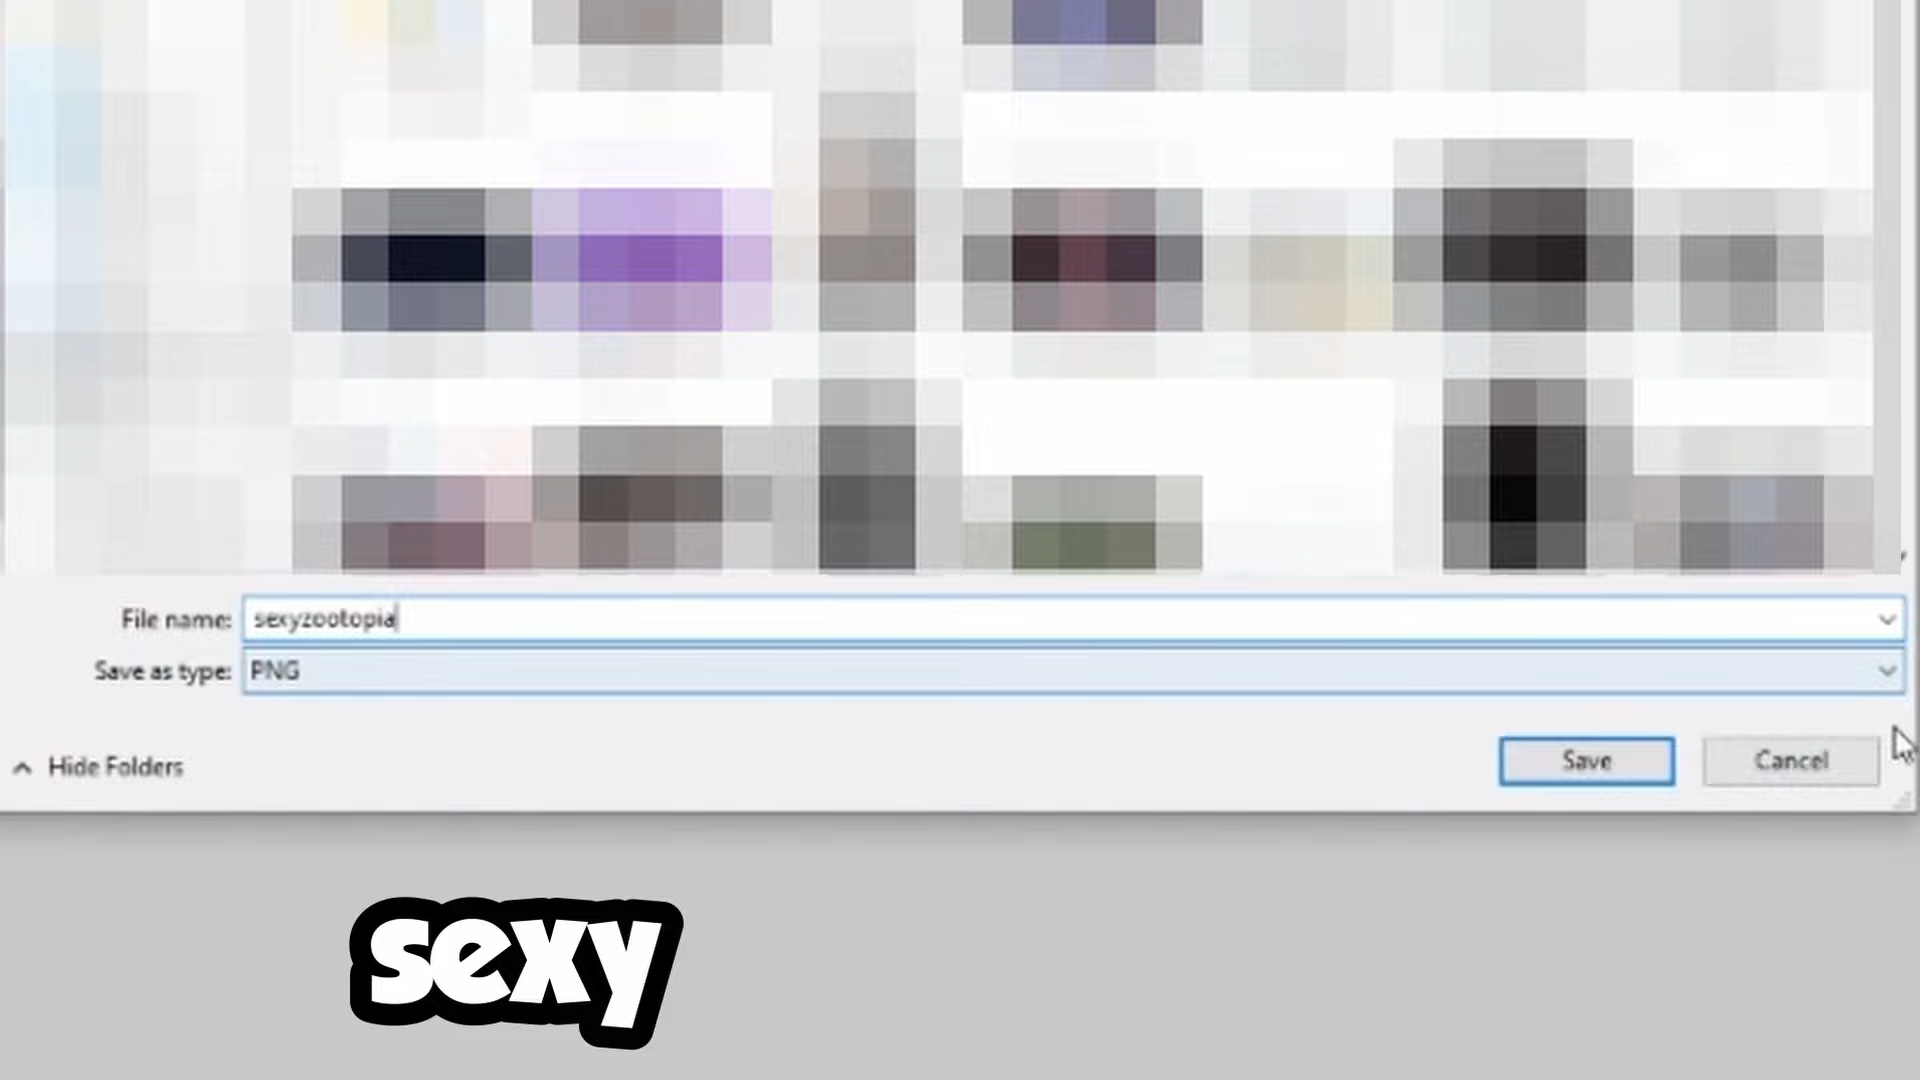 File name: sexyzootopia
Save as type: PNG
Hide Folders
Save
Cancel
sexy